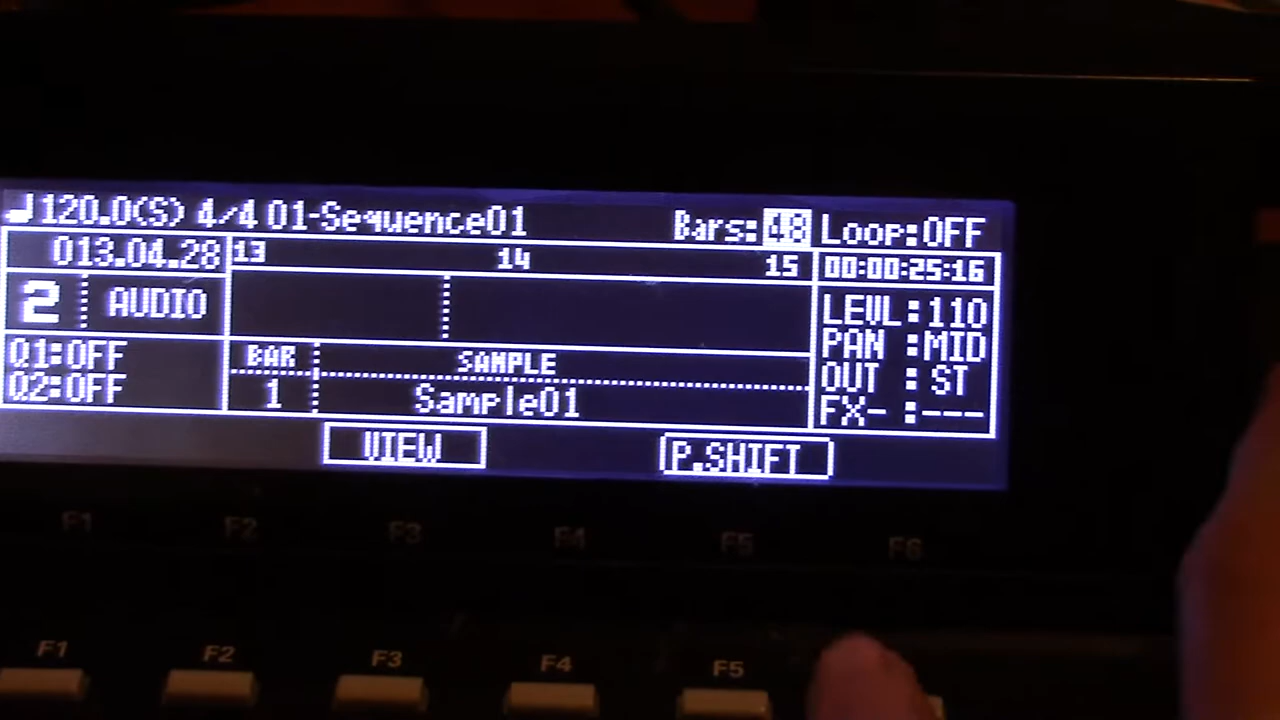 ♩120.0(S) 4/4 01-Sequence01 Bars:48 Loop:OFF
013.04.28 13 14 15 00:00:25:16
2 AUDIO LEVL:110
PAN :MID
Q1:OFF BAR SAMPLE OUT : ST
Q2:OFF 1 Sample01 FX- :---
VIEW P.SHIFT
F1 F2 F3 F4 F5 F6
F1 F2 F3 F4 F5